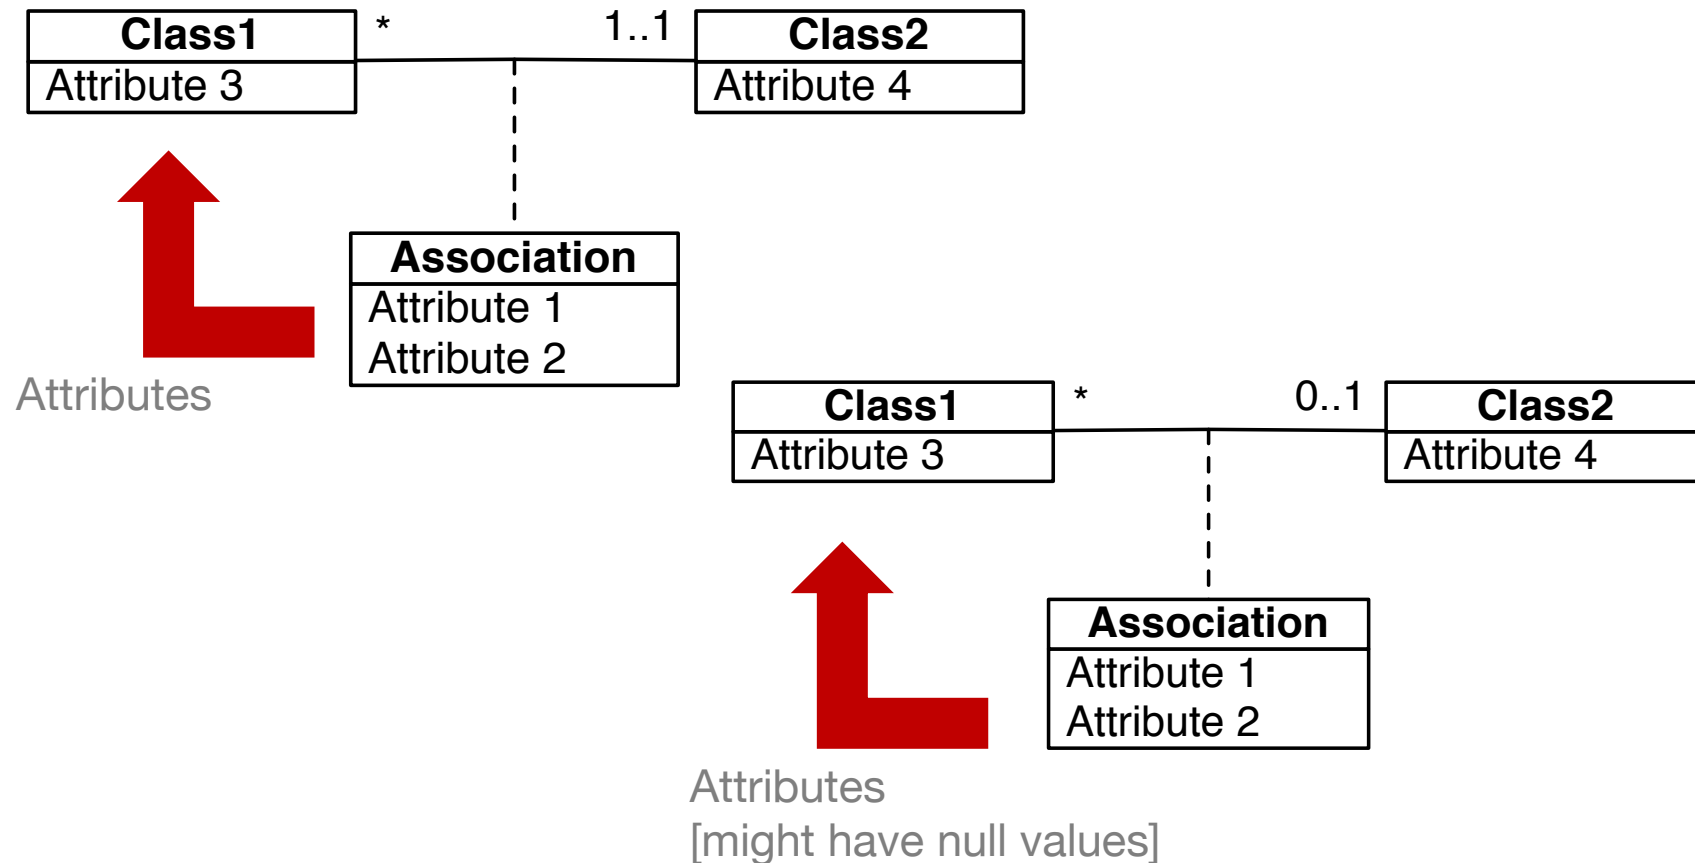 Class1
*
1..1
Class2
Attribute 3
Attribute 4
Association
Attribute 1
Attribute 2
Attributes
Class1
*
0..1
Class2
Attribute 3
Attribute 4
Association
Attribute 1
Attribute 2
Attributes
[might have null values]